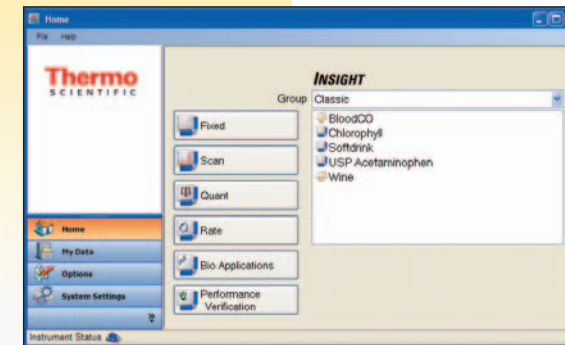 Home
File Help
Thermo
SCIENTIFIC
INSIGHT
Group Classic
Fixed
Scan
Quant
Rate
Bio Applications
Performance
Verification
BloodCO
Chlorophyll
Softdrink
USP Acetaminophen
Wine
Home
My Data
Options
System Settings
Instrument Status